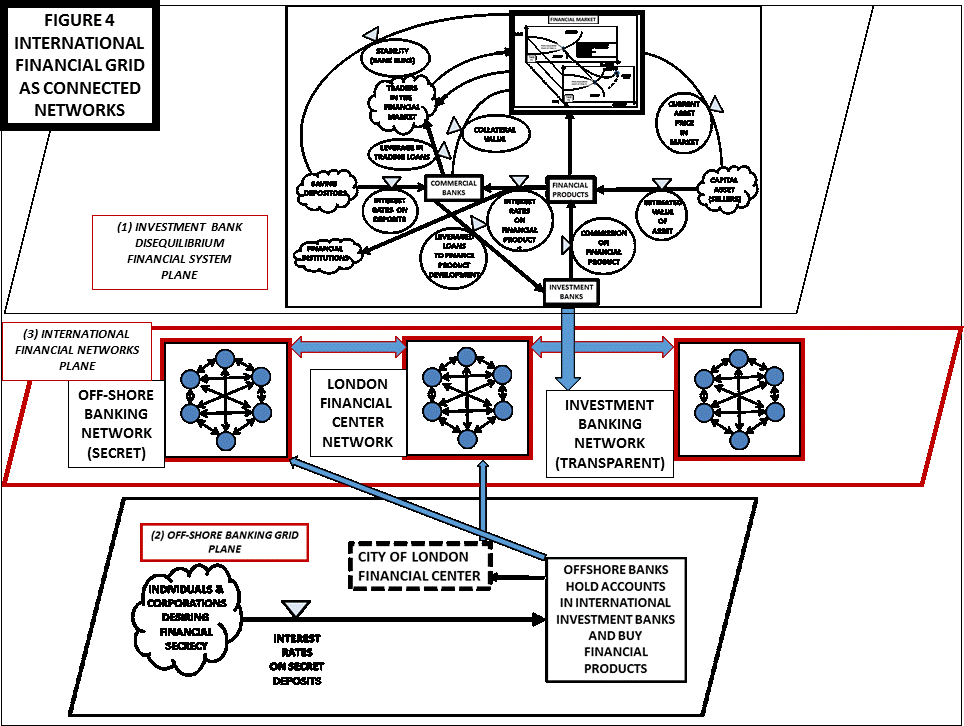 FIGURE 4
INTERNATIONAL
FINANCIAL GRID
AS CONNECTED
NETWORKS
FINANCIAL MARKET
STABILITY
(BANK RUNS)
TRADERS
IN THE
FINANCIAL
MARKET
COLLATERAL
VALUE
CURRENT
ASSET
PRICE
IN
MARKET
LEVERAGE IN
TRADING LOANS
SAVING
DEPOSITORS
COMMERCIAL
BANKS
FINANCIAL
PRODUCTS
CAPITAL
ASSET
(SELLERS)
INTEREST
RATES ON
DEPOSITS
INTEREST
RATES
ON
FINANCIAL
PRODUCT
S
ESTIMATED
VALUE
OF
ASSET
FINANCIAL
INSTITUTIONS
LEVERAGED
LOANS
TO FINANCE
PRODUCT
DEVELOPMENT
COMMISSION
ON
FINANCIAL
PRODUCT
INVESTMENT
BANKS
(1) INVESTMENT BANK
DISEQUILIBRIUM
FINANCIAL SYSTEM
PLANE
(3) INTERNATIONAL
FINANCIAL NETWORKS
PLANE
OFF-SHORE
BANKING
NETWORK
(SECRET)
LONDON
FINANCIAL
CENTER
NETWORK
INVESTMENT
BANKING
NETWORK
(TRANSPARENT)
(2) OFF-SHORE BANKING GRID
PLANE
CITY OF LONDON
FINANCIAL CENTER
INDIVIDUALS &
CORPORATIONS
DESIRING
FINANCIAL
SECRECY
INTEREST
RATES
ON SECRET
DEPOSITS
OFFSHORE BANKS
HOLD ACCOUNTS
IN INTERNATIONAL
INVESTMENT BANKS
AND BUY
FINANCIAL
PRODUCTS